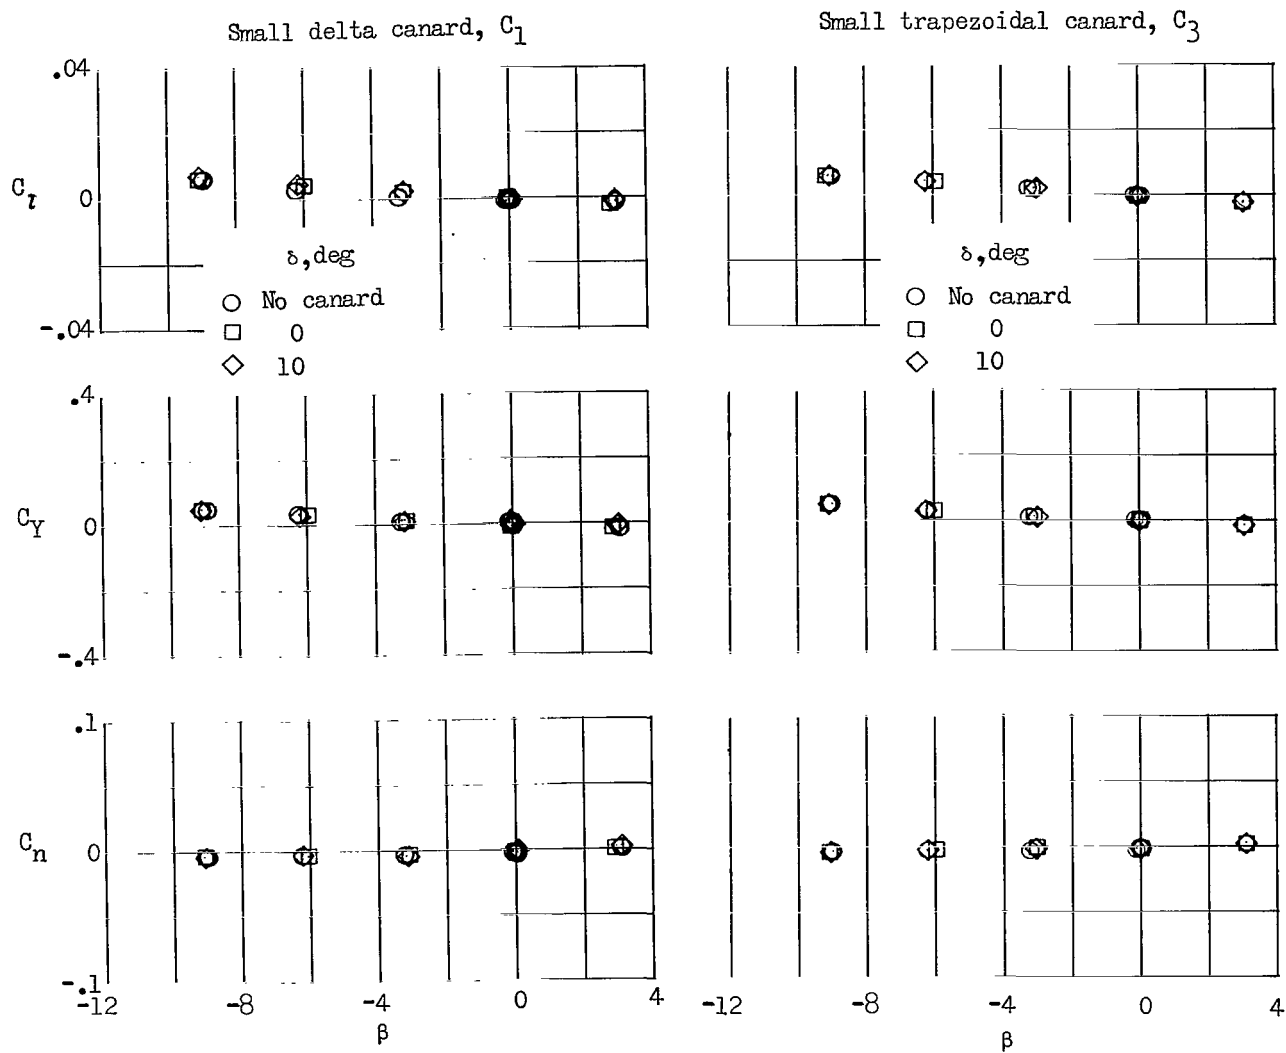 Small delta canard, C1
Small trapezoidal canard, C3
.04
Cl
0
-.04
δ,deg
No canard
0
10
δ,deg
No canard
0
10
.4
CY
0
-.4
.1
Cn
0
-.1
-12
-8
-4
0
4
β
-12
-8
-4
0
4
β